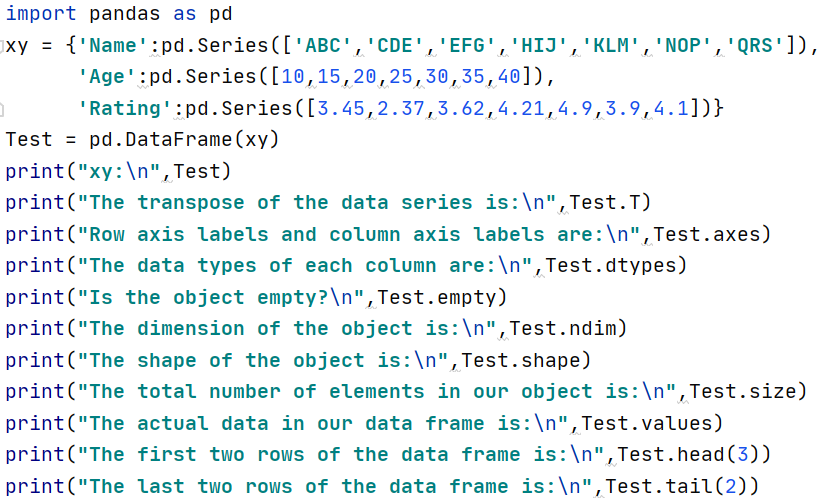 import pandas as pd
xy = {'Name':pd.Series(['ABC','CDE','EFG','HIJ','KLM','NOP','QRS']),
'Age':pd.Series([10,15,20,25,30,35,40]),
'Rating':pd.Series([3.45,2.37,3.62,4.21,4.9,3.9,4.1])}
Test = pd.DataFrame(xy)
print("xy:\n",Test)
print("The transpose of the data series is:\n",Test.T)
print("Row axis labels and column axis labels are:\n",Test.axes)
print("The data types of each column are:\n",Test.dtypes)
print("Is the object empty?\n",Test.empty)
print("The dimension of the object is:\n",Test.ndim)
print("The shape of the object is:\n",Test.shape)
print("The total number of elements in our object is:\n",Test.size)
print("The actual data in our data frame is:\n",Test.values)
print("The first two rows of the data frame is:\n",Test.head(3))
print("The last two rows of the data frame is:\n",Test.tail(2))